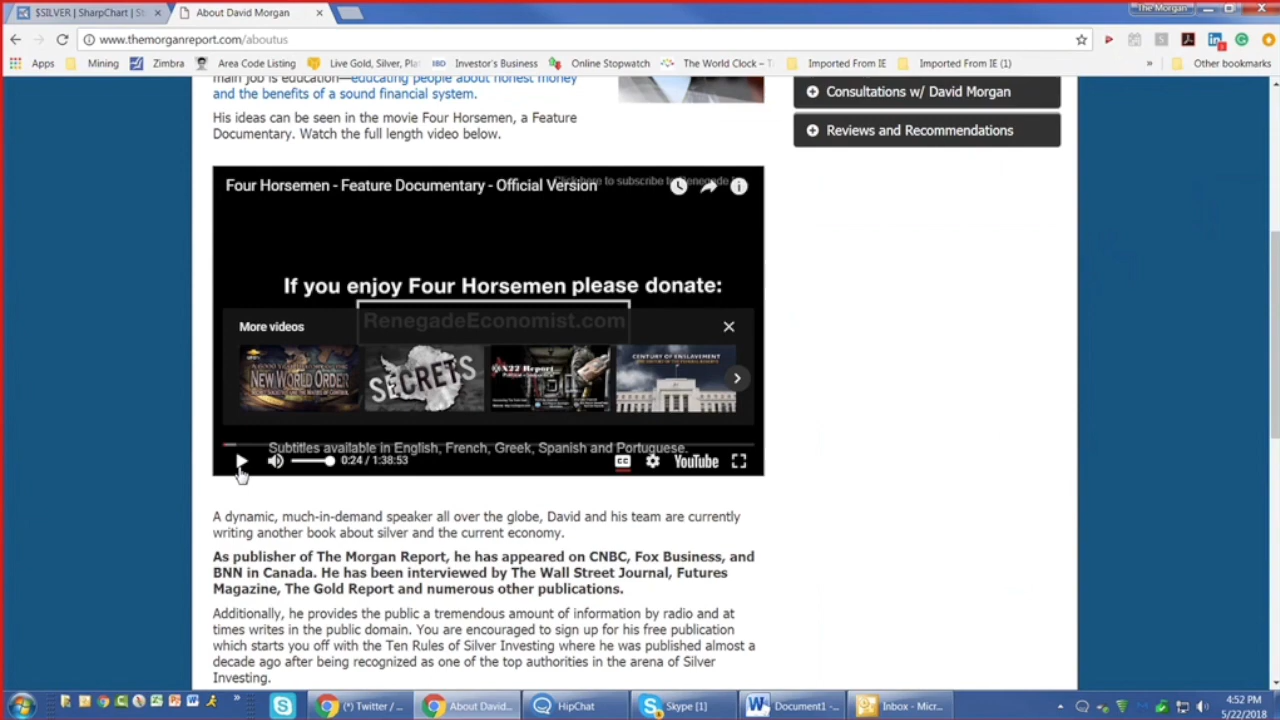 $SILVER | SharpChart | St
About David Morgan
The Morgan
www.themorganreport.com/aboutus
Apps
Mining
Zimbra
Area Code Listing
Live Gold, Silver, Pla
IBD Investor's Business
Online Stopwatch
The World Clock – T
Imported From IE
Imported From IE (1)
»
Other bookmarks
main job is education—educating people about honest money
and the benefits of a sound financial system.
His ideas can be seen in the movie Four Horsemen, a Feature
Documentary. Watch the full length video below.
Consultations w/ David Morgan
Reviews and Recommendations
Four Horsemen - Feature Documentary - Official Version
Click here to subscribe to Renegade
If you enjoy Four Horsemen please donate:
RenegadeEconomist.com
More videos
NEW WORLD ORDER
SECRETS
X22 Report
CENTURY OF ENSLAVEMENT
Subtitles available in English, French, Greek, Spanish and Portuguese.
0:24 / 1:38:53
CC
YouTube
A dynamic, much-in-demand speaker all over the globe, David and his team are currently
writing another book about silver and the current economy.
As publisher of The Morgan Report, he has appeared on CNBC, Fox Business, and
BNN in Canada. He has been interviewed by The Wall Street Journal, Futures
Magazine, The Gold Report and numerous other publications.
Additionally, he provides the public a tremendous amount of information by radio and at
times writes in the public domain. You are encouraged to sign up for his free publication
which starts you off with the Ten Rules of Silver Investing where he was published almost a
decade ago after being recognized as one of the top authorities in the arena of Silver
Investing.
»
(*) Twitter / ...
About David...
HipChat
Skype [1]
Document1 -...
Inbox - Micr...
4:52 PM
5/22/2018